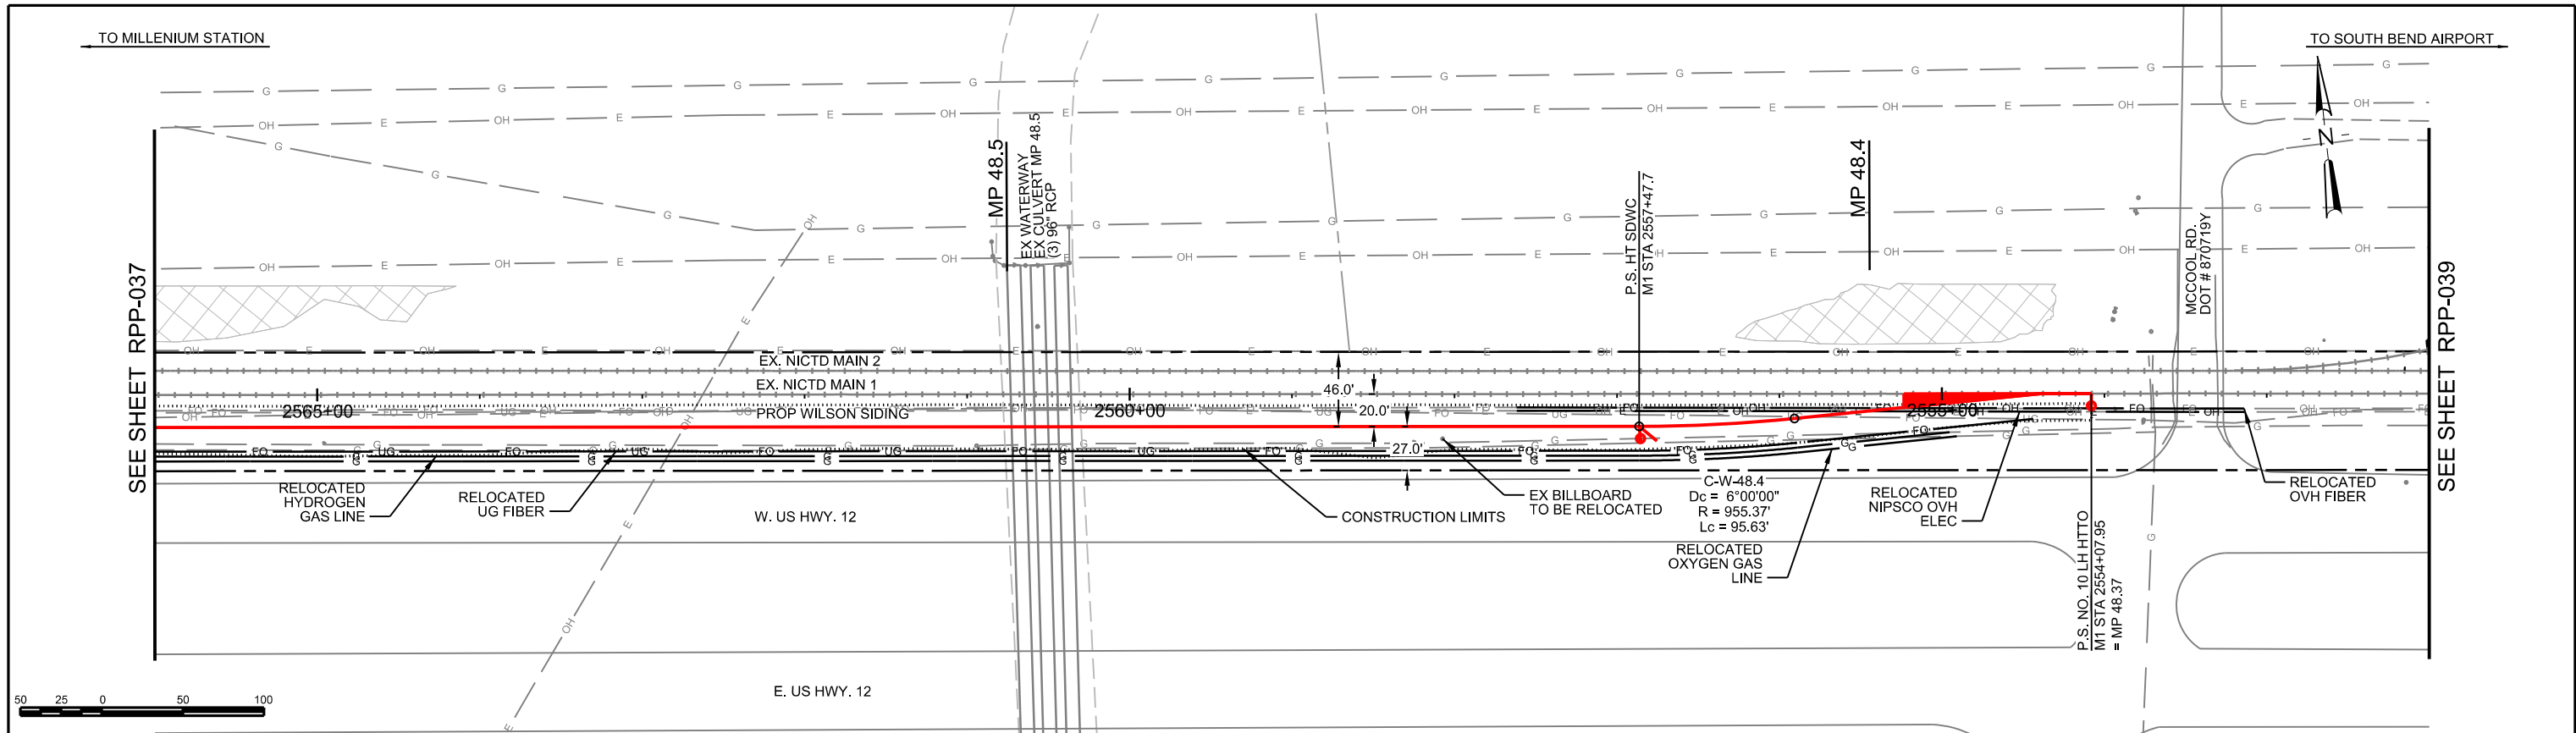 TO MILLENIUM STATION
TO SOUTH BEND AIRPORT
N
SEE SHEET RPP-037
SEE SHEET RPP-039
MP 48.5
EX WATERWAY
EX CULVERT MP 48.5
(3) 96" RCP
P.S. HT SDWC
M1 STA 2557+47.7
MP 48.4
MCCOOL RD.
DOT # 870719Y
EX. NICTD MAIN 2
EX. NICTD MAIN 1
PROP WILSON SIDING
2565+00
2560+00
2555+00
46.0'
20.0'
27.0'
RELOCATED
HYDROGEN
GAS LINE
RELOCATED
UG FIBER
W. US HWY. 12
CONSTRUCTION LIMITS
EX BILLBOARD
TO BE RELOCATED
C-W-48.4
Dc = 6°00'00"
R = 955.37'
Lc = 95.63'
RELOCATED
OXYGEN GAS
LINE
RELOCATED
NIPSCO OVH
ELEC
P.S. NO. 10 LH HTTO
M1 STA 2554+07.95
= MP 48.37
RELOCATED
OVH FIBER
E. US HWY. 12
50 25 0 50 100